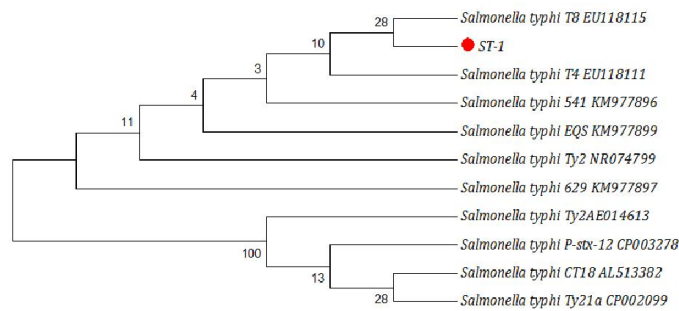 28
Salmonella typhi T8 EU118115
ST-1
10
Salmonella typhi T4 EU118111
3
Salmonella typhi 541 KM977896
4
Salmonella typhi EQS KM977899
11
Salmonella typhi Ty2 NR074799
Salmonella typhi 629 KM977897
Salmonella typhi Ty2AE014613
100
Salmonella typhi P-stx-12 CP003278
13
Salmonella typhi CT18 AL513382
28
Salmonella typhi Ty21a CP002099